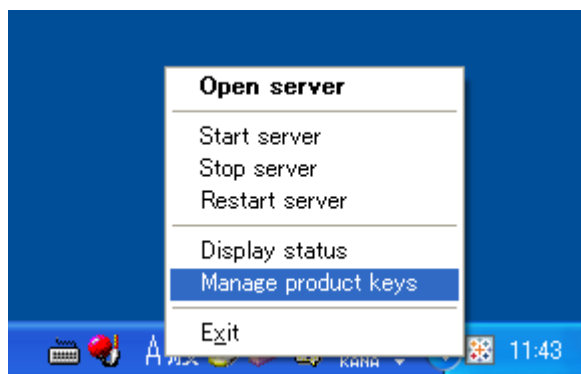 Open server
Start server
Stop server
Restart server
Display status
Manage product keys
Exit
A
KANA
11:43